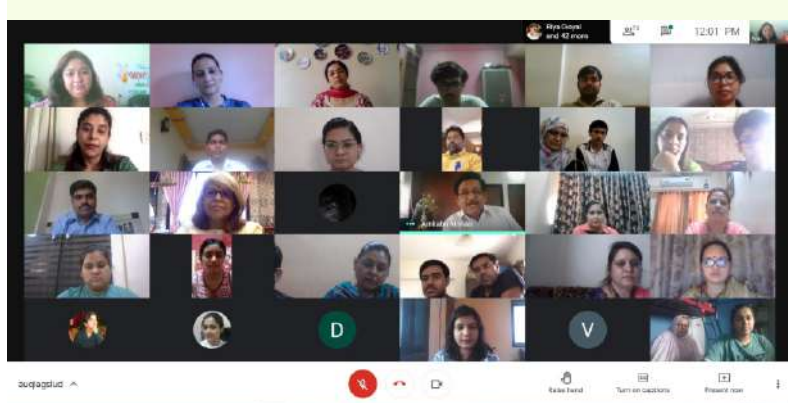 Riya Goyal
and 42 more
12:01 PM
D
V
Raise hand
Turn on captions
Present now